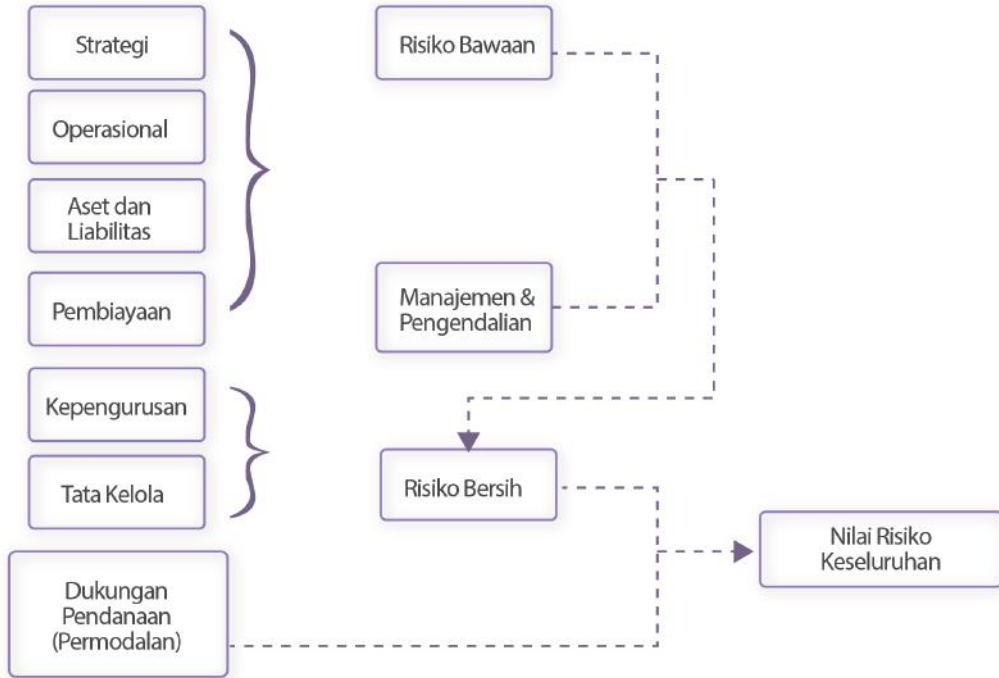 Strategi
Operasional
Aset dan
Liabilitas
Pembiayaan
Kepengurusan
Tata Kelola
Dukungan
Pendanaan
(Permodalan)
Risiko Bawaan
Manajemen &
Pengendalian
Risiko Bersih
Nilai Risiko
Keseluruhan